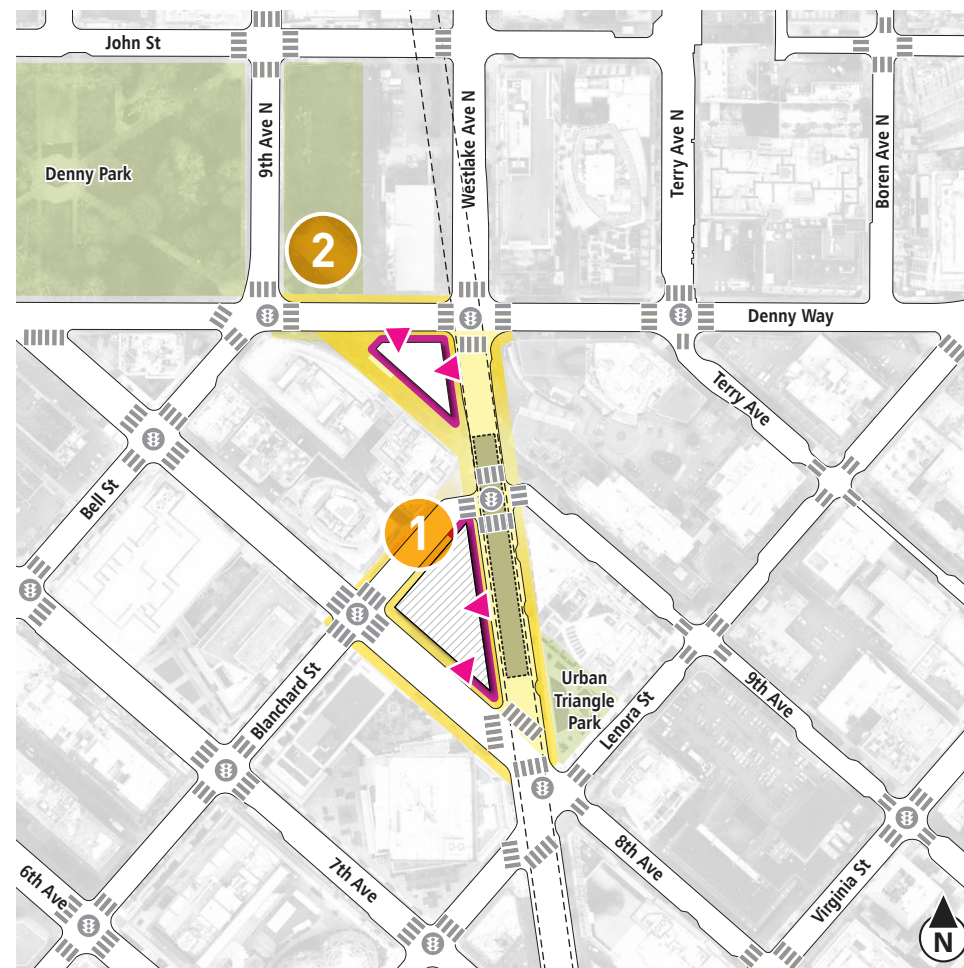 John St
9th Ave N
Westlake Ave N
Terry Ave N
Boren Ave N
Denny Park
2
Denny Way
Terry Ave
Bell St
1
Urban
Triangle
Park
Blanchard St
Lenora St
9th Ave
6th Ave
7th Ave
8th Ave
Virginia St
N